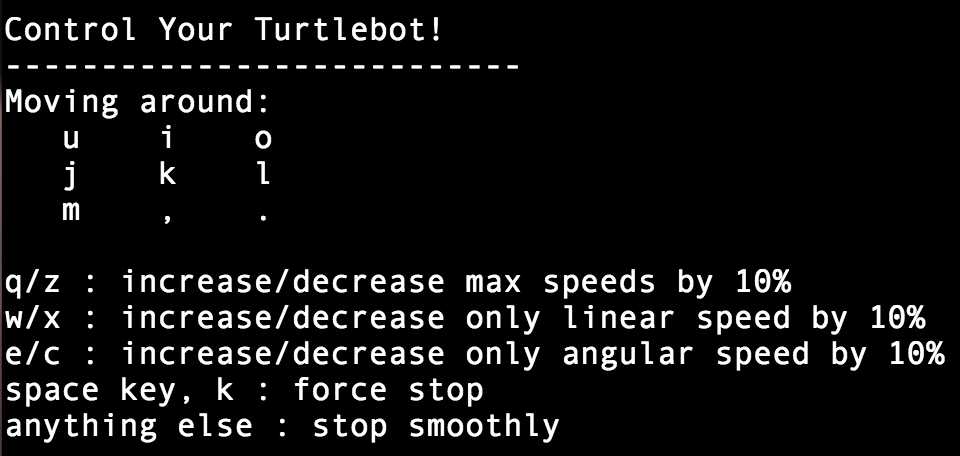 Control Your Turtlebot!
---------------------------
Moving around:
   u    i    o
   j    k    l
   m    ,    .

q/z : increase/decrease max speeds by 10%
w/x : increase/decrease only linear speed by 10%
e/c : increase/decrease only angular speed by 10%
space key, k : force stop
anything else : stop smoothly